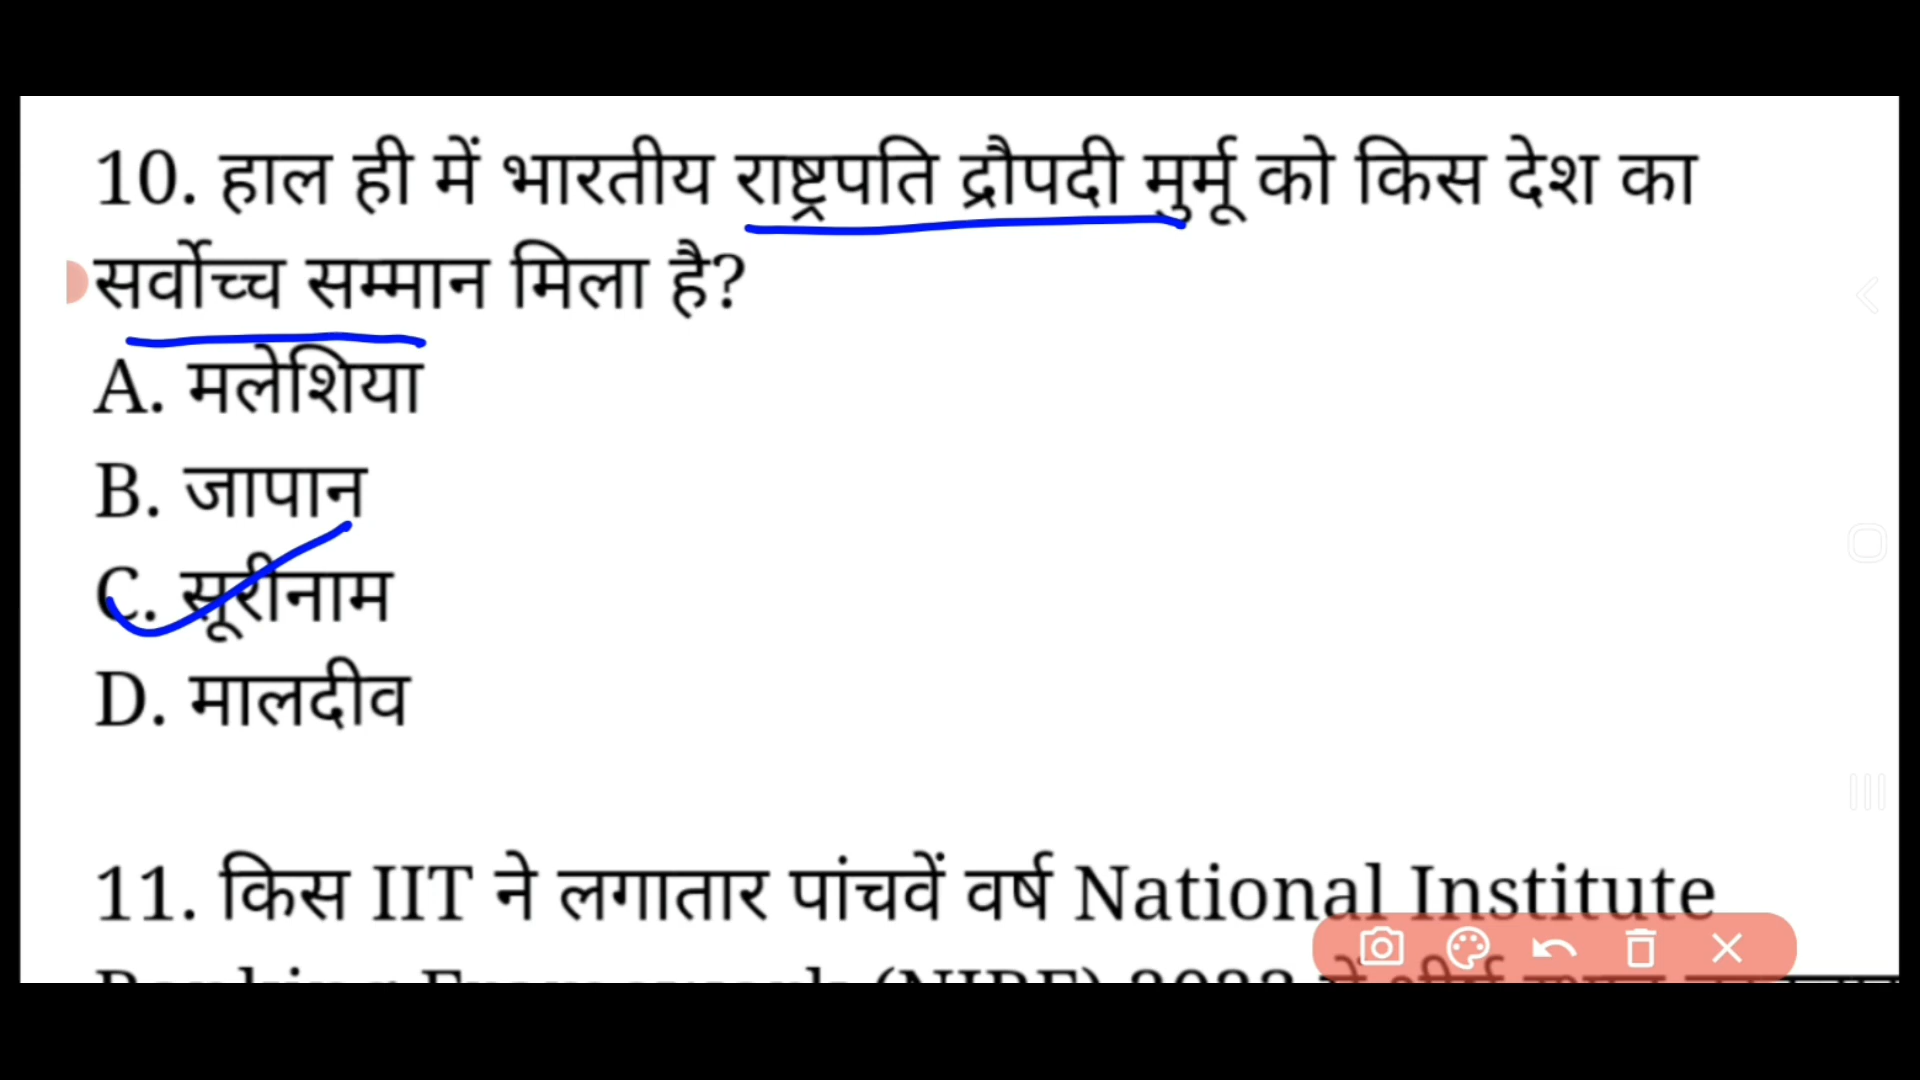 10. हाल ही में भारतीय राष्ट्रपति द्रौपदी मुर्मू को किस देश का
सर्वोच्च सम्मान मिला है?
A. मलेशिया
B. जापान
C. सूरीनाम
D. मालदीव
11. किस IIT ने लगातार पांचवें वर्ष National Institute